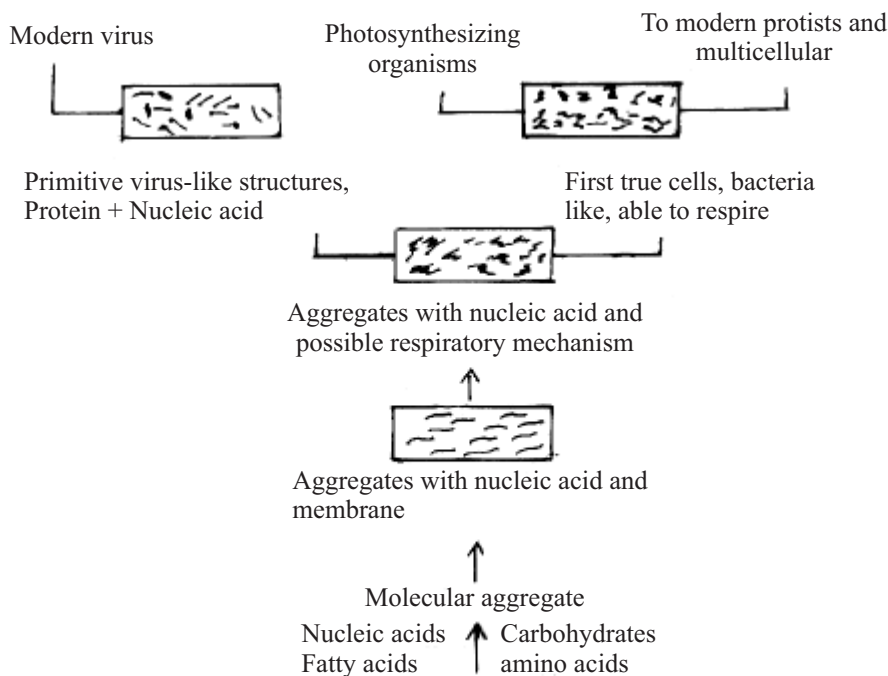 Modern virus
Photosynthesizing
organisms
To modern protists and
multicellular
Primitive virus-like structures,
Protein + Nucleic acid
First true cells, bacteria
like, able to respire
Aggregates with nucleic acid and
possible respiratory mechanism
Aggregates with nucleic acid and
membrane
Molecular aggregate
Nucleic acids
Fatty acids
Carbohydrates
amino acids